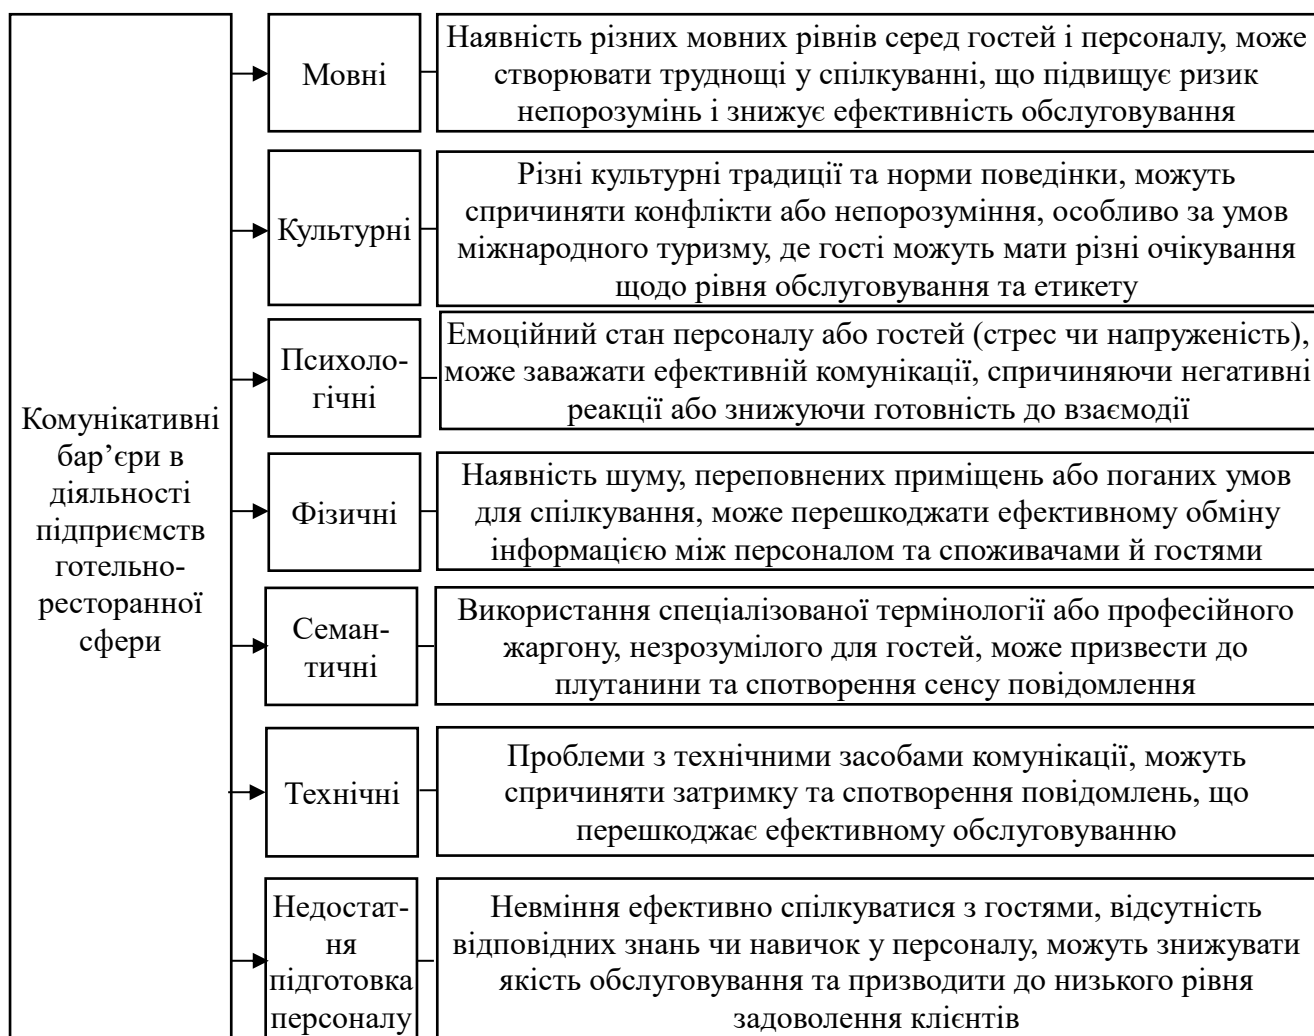 Комунікативні
бар’єри в
діяльності
підприємств
готельно-
ресторанної
сфери
Мовні
Наявність різних мовних рівнів серед гостей і персоналу, може
створювати труднощі у спілкуванні, що підвищує ризик
непорозумінь і знижує ефективність обслуговування
Культурні
Різні культурні традиції та норми поведінки, можуть
спричиняти конфлікти або непорозуміння, особливо за умов
міжнародного туризму, де гості можуть мати різні очікування
щодо рівня обслуговування та етикету
Психоло-
гічні
Емоційний стан персоналу або гостей (стрес чи напруженість),
може заважати ефективній комунікації, спричиняючи негативні
реакції або знижуючи готовність до взаємодії
Фізичні
Наявність шуму, переповнених приміщень або поганих умов
для спілкування, може перешкоджати ефективному обміну
інформацією між персоналом та споживачами й гостями
Семан-
тичні
Використання спеціалізованої термінології або професійного
жаргону, незрозумілого для гостей, може призвести до
плутанини та спотворення сенсу повідомлення
Технічні
Проблеми з технічними засобами комунікації, можуть
спричиняти затримку та спотворення повідомлень, що
перешкоджає ефективному обслуговуванню
Недостат-
ня
підготовка
персоналу
Невміння ефективно спілкуватися з гостями, відсутність
відповідних знань чи навичок у персоналу, можуть знижувати
якість обслуговування та призводити до низького рівня
задоволення клієнтів